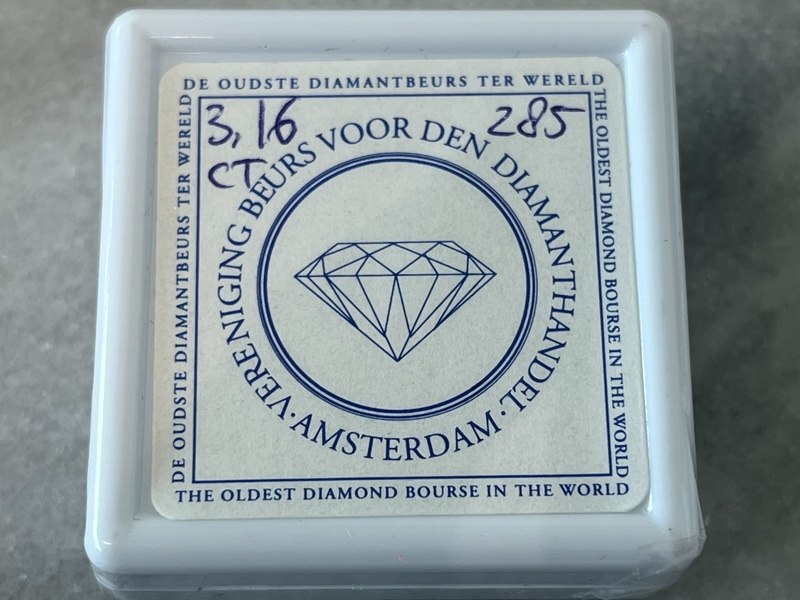 DE OUDSTE DIAMANTBEURS TER WERELD
THE OLDEST DIAMOND BOURSE IN THE WORLD
THE OLDEST DIAMOND BOURSE IN THE WORLD
DE OUDSTE DIAMANTBEURS TER WERELD
3,16
CT
285
VERENIGING BEURS VOOR DEN DIAMANTHANDEL
·AMSTERDAM·